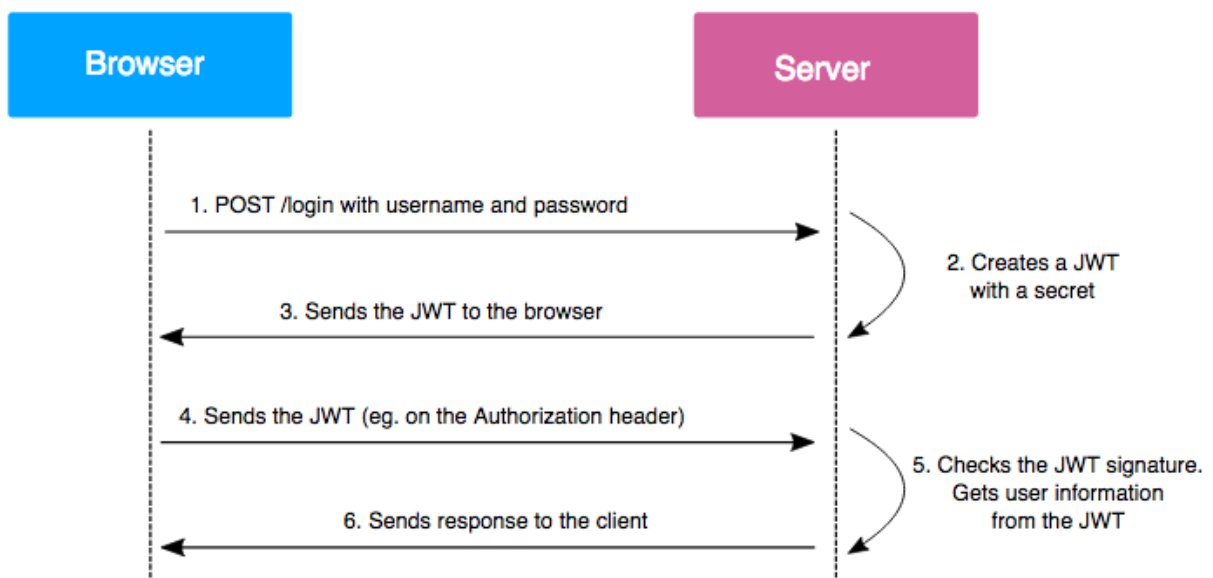 Browser
Server
1. POST /login with username and password
2. Creates a JWT
with a secret
3. Sends the JWT to the browser
4. Sends the JWT (eg. on the Authorization header)
5. Checks the JWT signature.
Gets user information
from the JWT
6. Sends response to the client